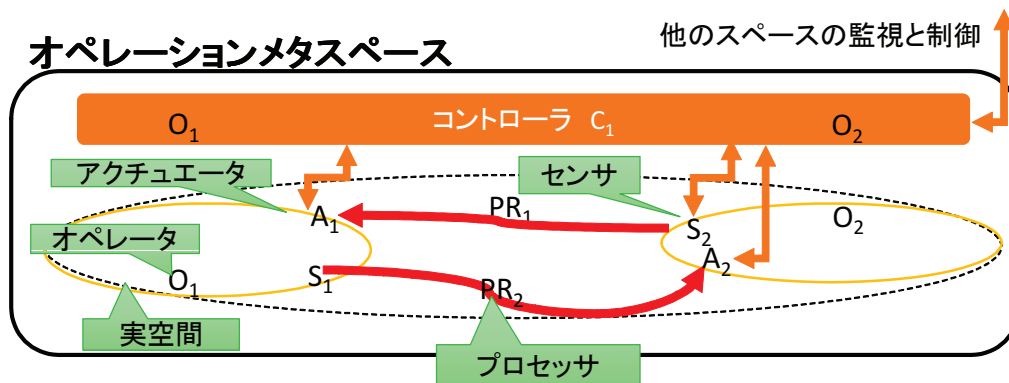 他のスペースの監視と制御
オペレーションメタスペース
O1 コントローラ C1 O2
アクチュエータ
センサ
A1
PR1
S2
O2
オペレータ
A2
O1
S1
PR2
実空間
プロセッサ